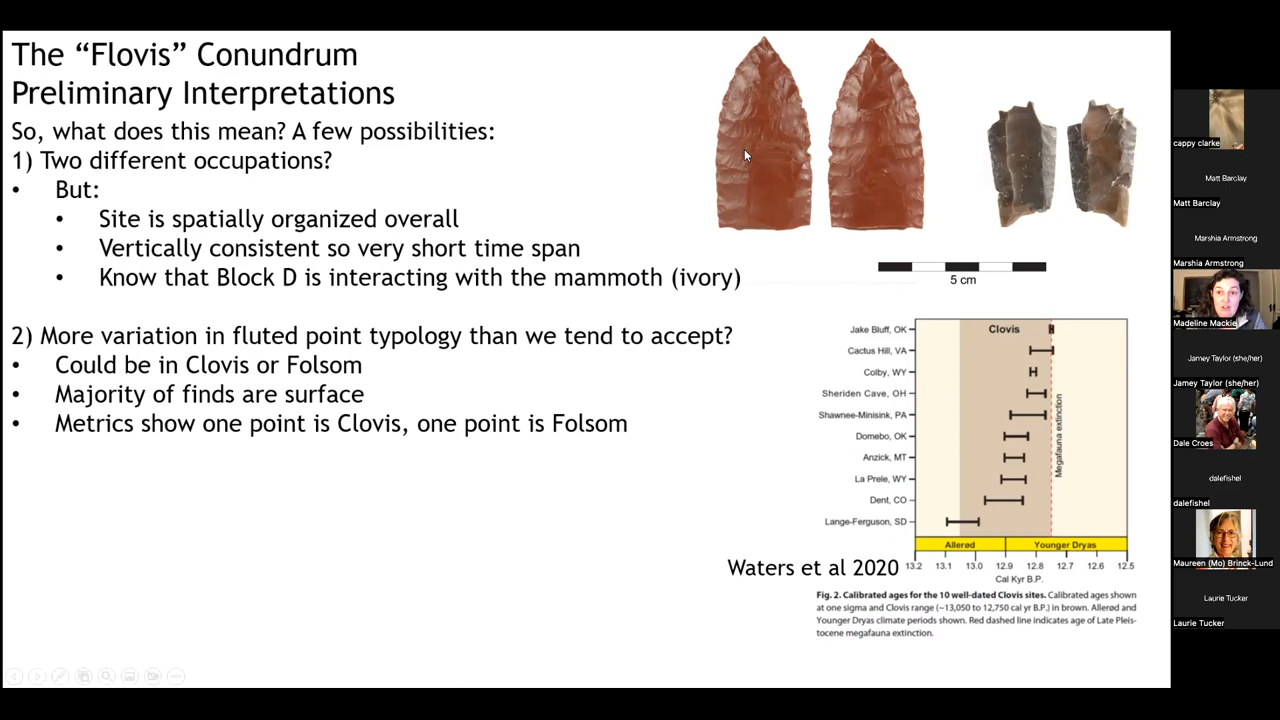 The “Flovis” Conundrum
Preliminary Interpretations
So, what does this mean? A few possibilities:
1) Two different occupations?
• But:
• Site is spatially organized overall
• Vertically consistent so very short time span
• Know that Block D is interacting with the mammoth (ivory)
2) More variation in fluted point typology than we tend to accept?
• Could be in Clovis or Folsom
• Majority of finds are surface
• Metrics show one point is Clovis, one point is Folsom
5 cm
Clovis
Jake Bluff, OK
Cactus Hill, VA
Colby, WY
Sheriden Cave, OH
Shawnee-Minisink, PA
Domebo, OK
Anzick, MT
La Prele, WY
Dent, CO
Lange-Ferguson, SD
Megafauna extinction
Allerød Younger Dryas
13.2 13.1 13.0 12.9 12.8 12.7 12.6 12.5
Cal Kyr B.P.
Waters et al 2020
Fig. 2. Calibrated ages for the 10 well-dated Clovis sites. Calibrated ages shown
at one sigma and Clovis range (~13,050 to 12,750 cal yr B.P.) in brown. Allerød and
Younger Dryas climate periods shown. Red dashed line indicates age of Late Pleis-
tocene megafauna extinction.
cappy clarke
Matt Barclay
Matt Barclay
Marshia Armstrong
Marshia Armstrong
Madeline Mackie
Jamey Taylor (she/her)
Jamey Taylor (she/her)
Dale Croes
dalefishel
dalefishel
Maureen (Mo) Brinck-Lund
Laurie Tucker
Laurie Tucker